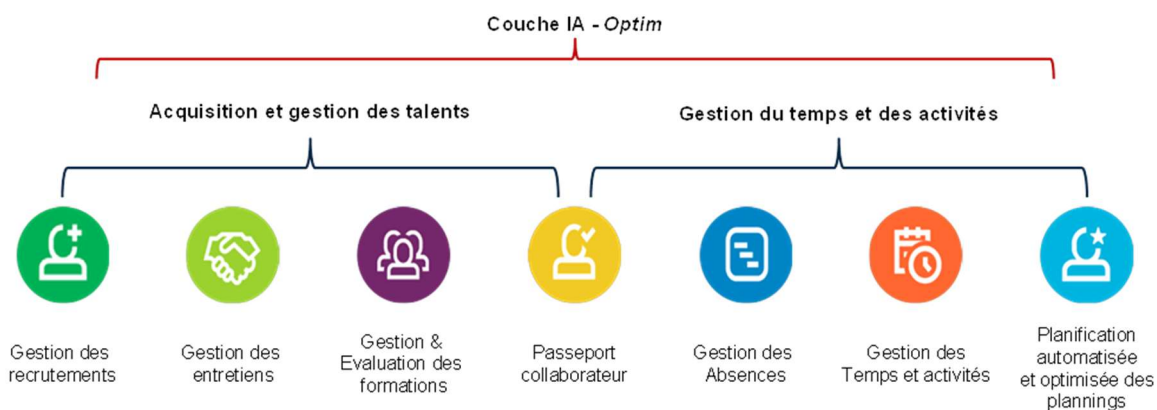 Couche IA - Optim
Acquisition et gestion des talents
Gestion du temps et des activités
Gestion des
recrutements
Gestion des
entretiens
Gestion &
Evaluation des
formations
Passeport
collaborateur
Gestion des
Absences
Gestion des
Temps et activités
Planification
automatisée
et optimisée des
plannings